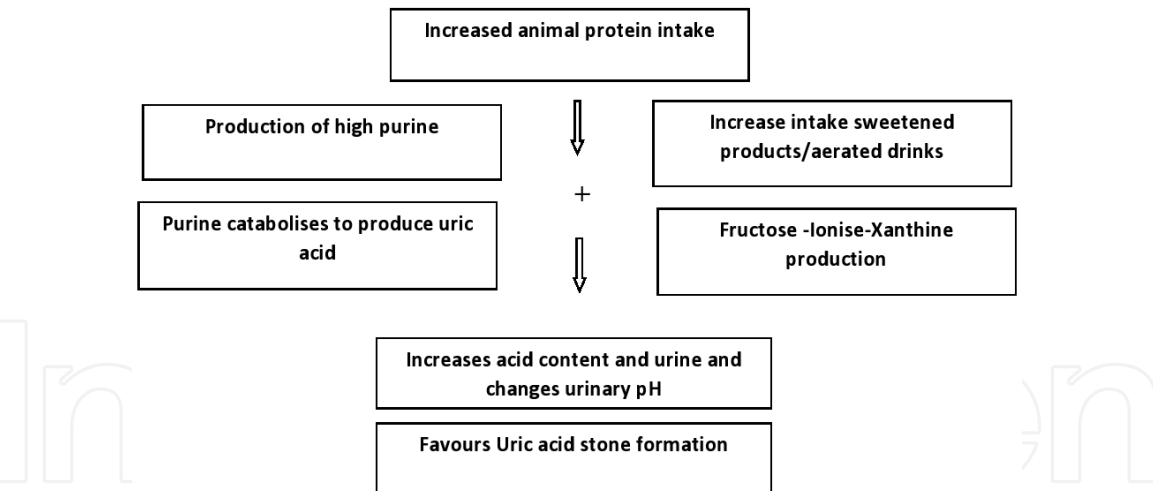 Increased animal protein intake
Production of high purine
Increase intake sweetened
products/aerated drinks
+
Purine catabolises to produce uric
acid
Fructose -Ionise-Xanthine
production
Increases acid content and urine and
changes urinary pH
Favours Uric acid stone formation